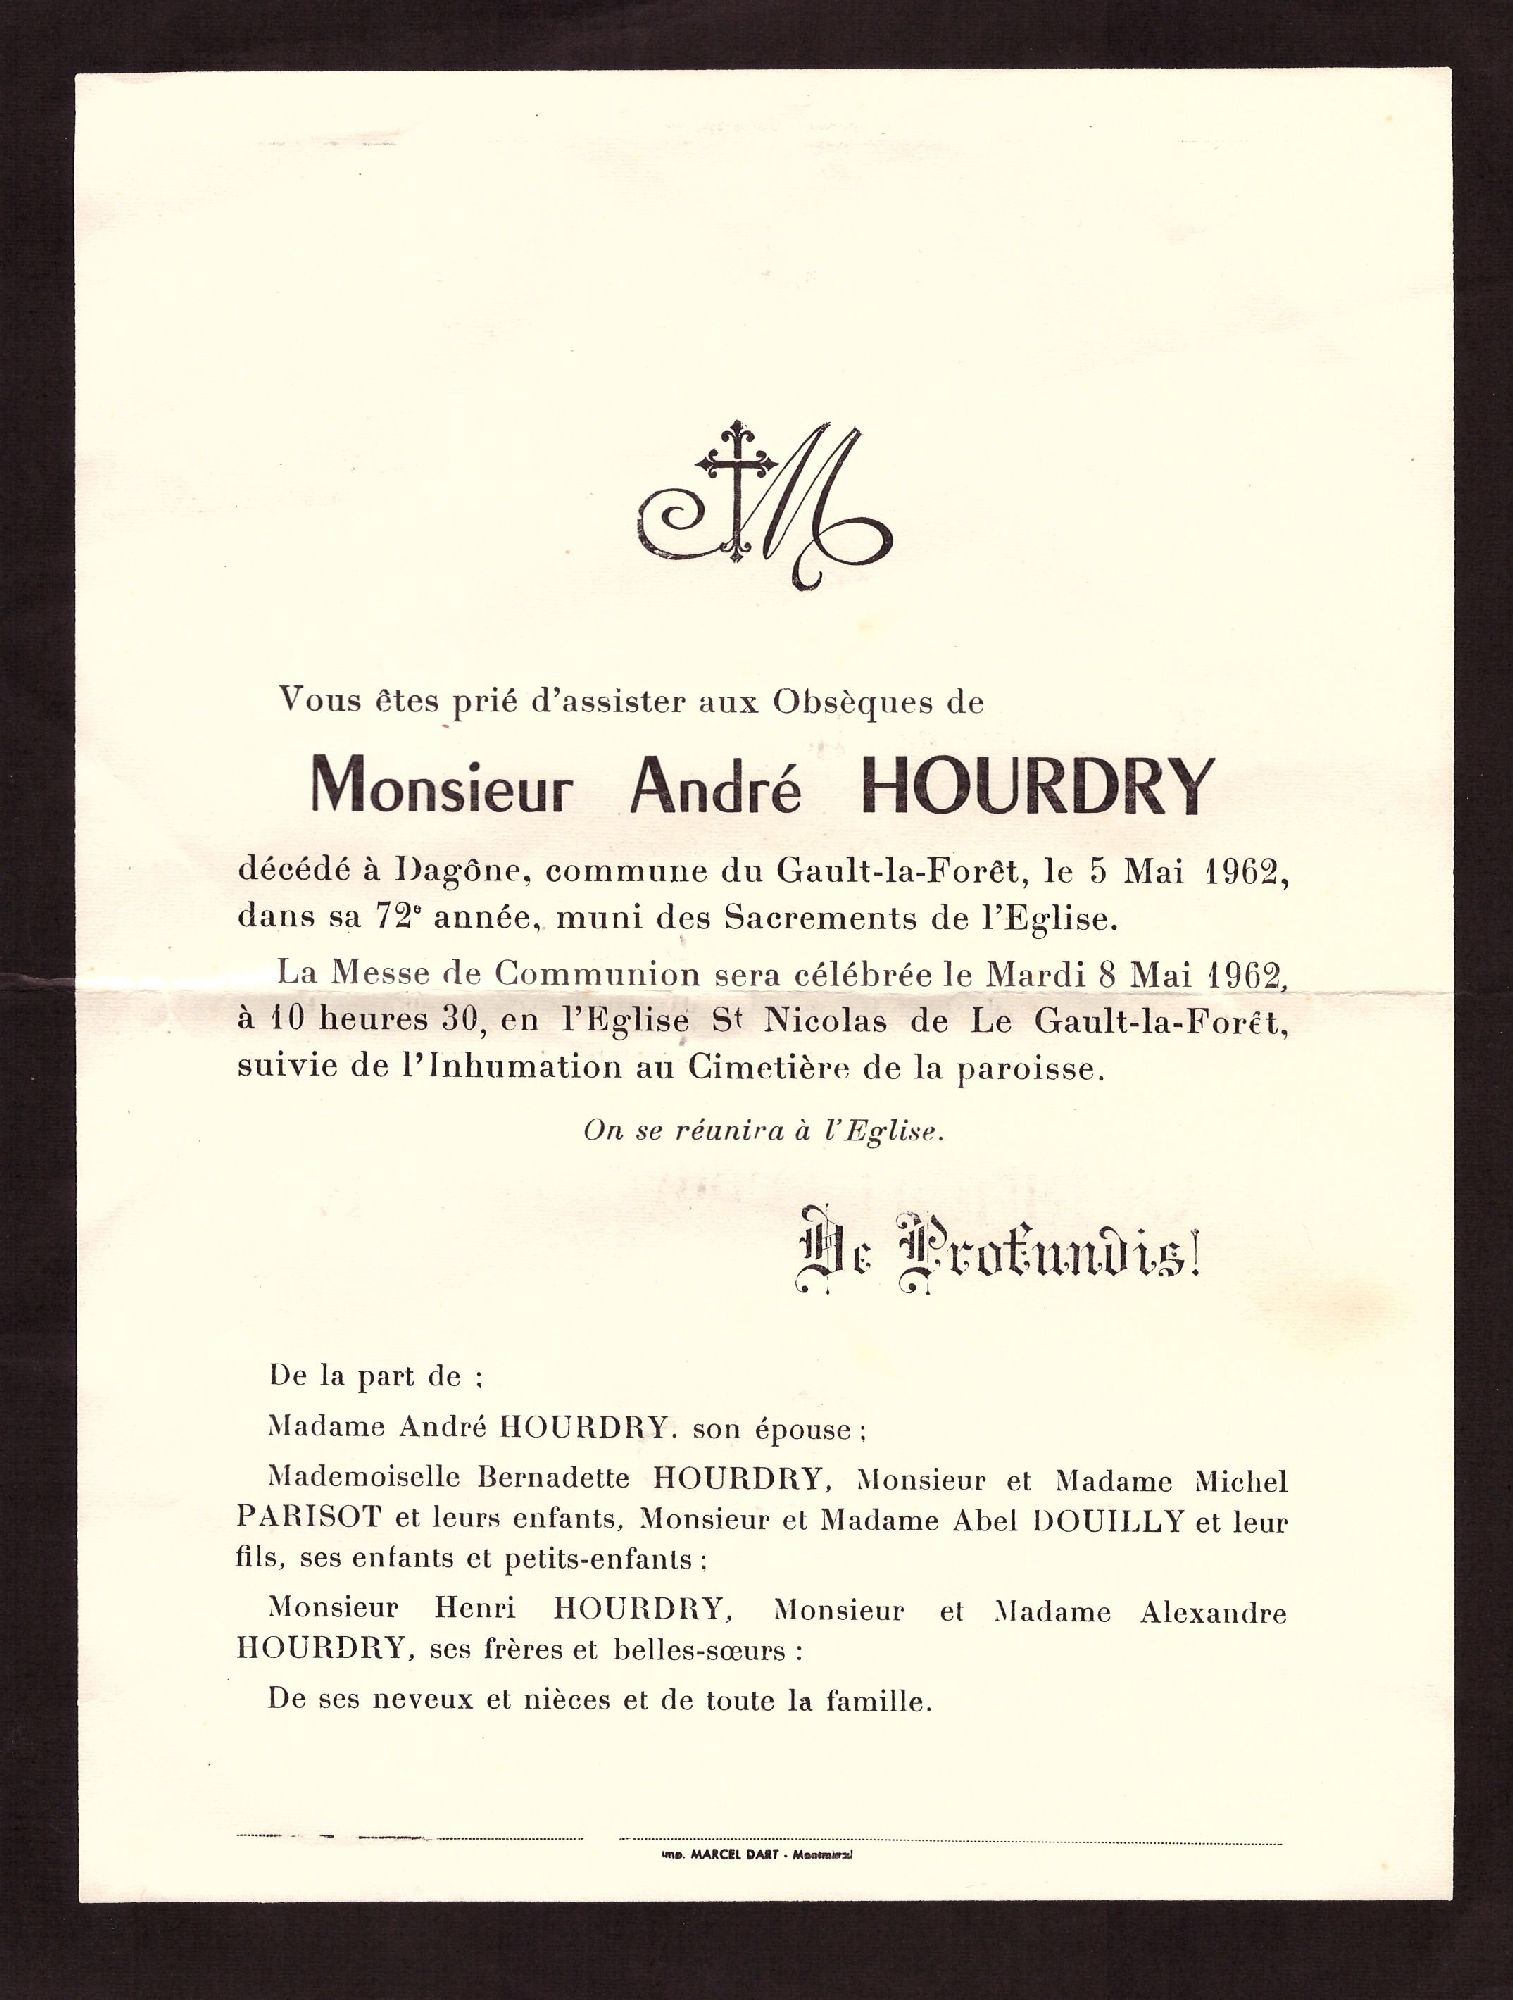 M
Vous êtes prié d'assister aux Obsèques de
Monsieur André HOURDRY
décédé à Dagône, commune du Gault-la-Forêt, le 5 Mai 1962,
dans sa 72e année, muni des Sacrements de l'Eglise.
La Messe de Communion sera célébrée le Mardi 8 Mai 1962,
à 10 heures 30, en l'Eglise St Nicolas de Le Gault-la-Forêt,
suivie de l'Inhumation au Cimetière de la paroisse.
On se réunira à l'Eglise.
De Profundis!
De la part de ;
Madame André HOURDRY. son épouse ;
Mademoiselle Bernadette HOURDRY, Monsieur et Madame Michel
PARISOT et leurs enfants, Monsieur et Madame Abel DOUILLY et leur
fils, ses enfants et petits-enfants ;
Monsieur Henri HOURDRY, Monsieur et Madame Alexandre
HOURDRY, ses frères et belles-sœurs :
De ses neveux et nièces et de toute la famille.
Imp. MARCEL DART - Montmirail